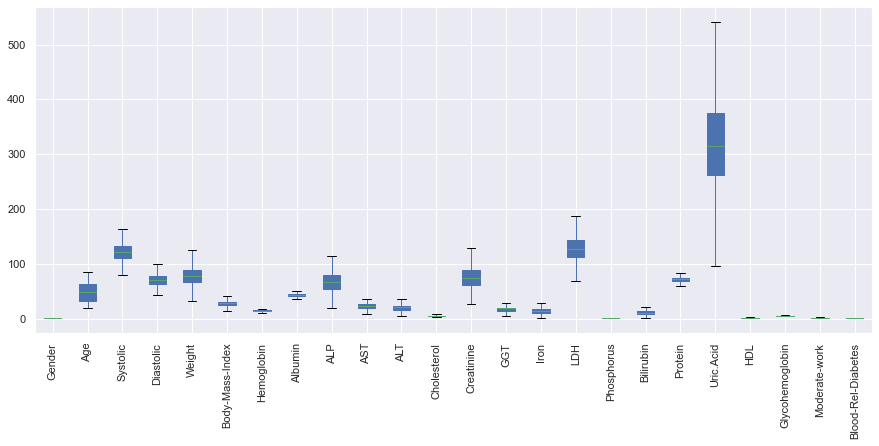 500
400
300
200
100
0
Gender
Age
Systolic
Diastolic
Weight
Body-Mass-Index
Hemoglobin
Albumin
ALP
AST
ALT
Cholesterol
Creatinine
GGT
Iron
LDH
Phosphorus
Bilirubin
Protein
Uric.Acid
HDL
Glycohemoglobin
Moderate-work
Blood-Rel-Diabetes